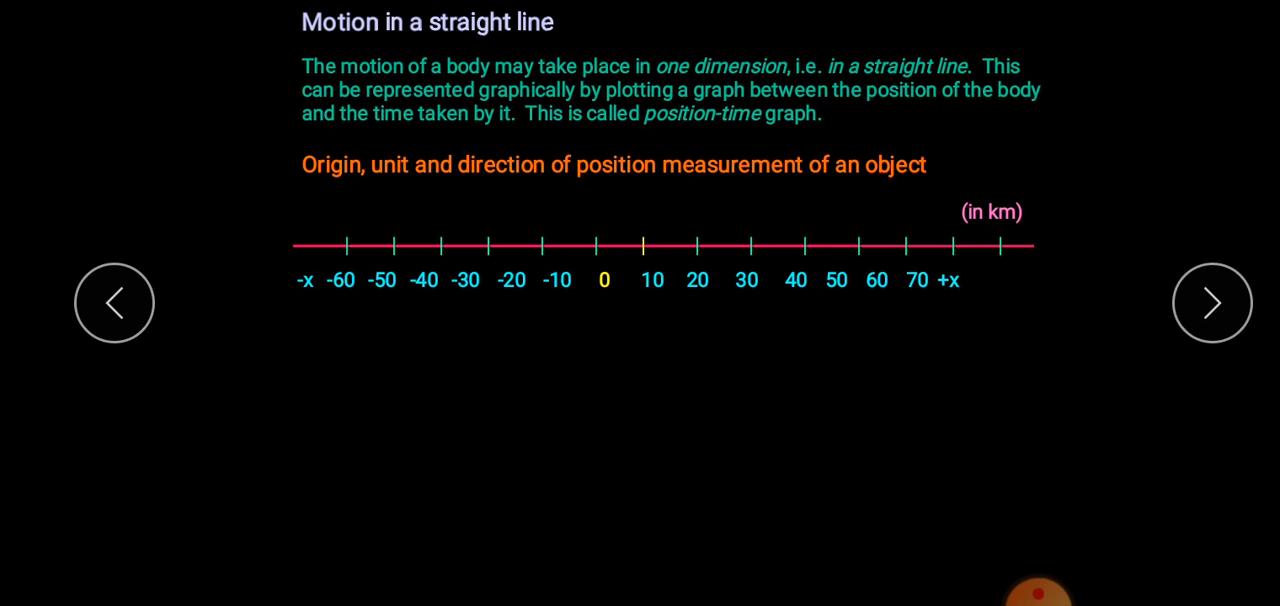 Motion in a straight line
The motion of a body may take place in one dimension, i.e. in a straight line. This
can be represented graphically by plotting a graph between the position of the body
and the time taken by it. This is called position-time graph.
Origin, unit and direction of position measurement of an object
(in km)
-x -60 -50 -40 -30 -20 -10 0 10 20 30 40 50 60 70 +x